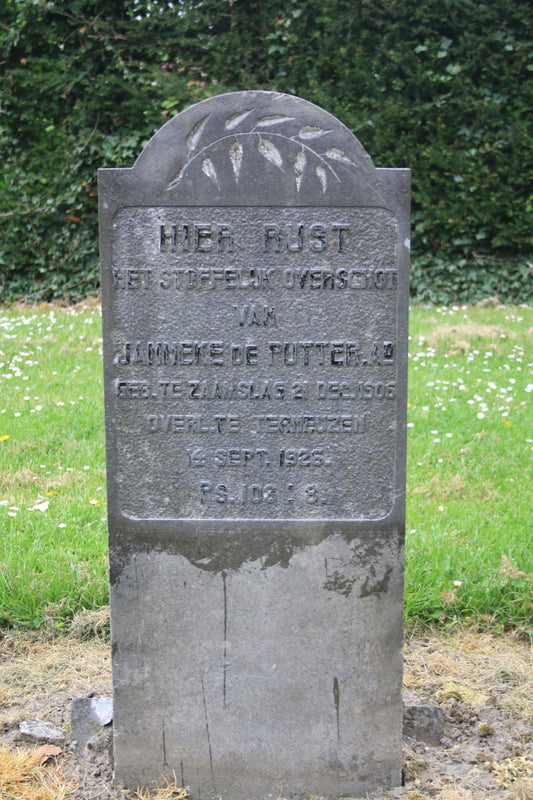 HIER RUST
HET STOFFELIJK OVERSCHOT
VAN
JANNEKE DE PUTTER. AD
GEB. TE ZAAMSLAG 21 DEC. 1906
OVERL. TE TERNEUZEN
14 SEPT. 1926.
PS. 103 : 8.